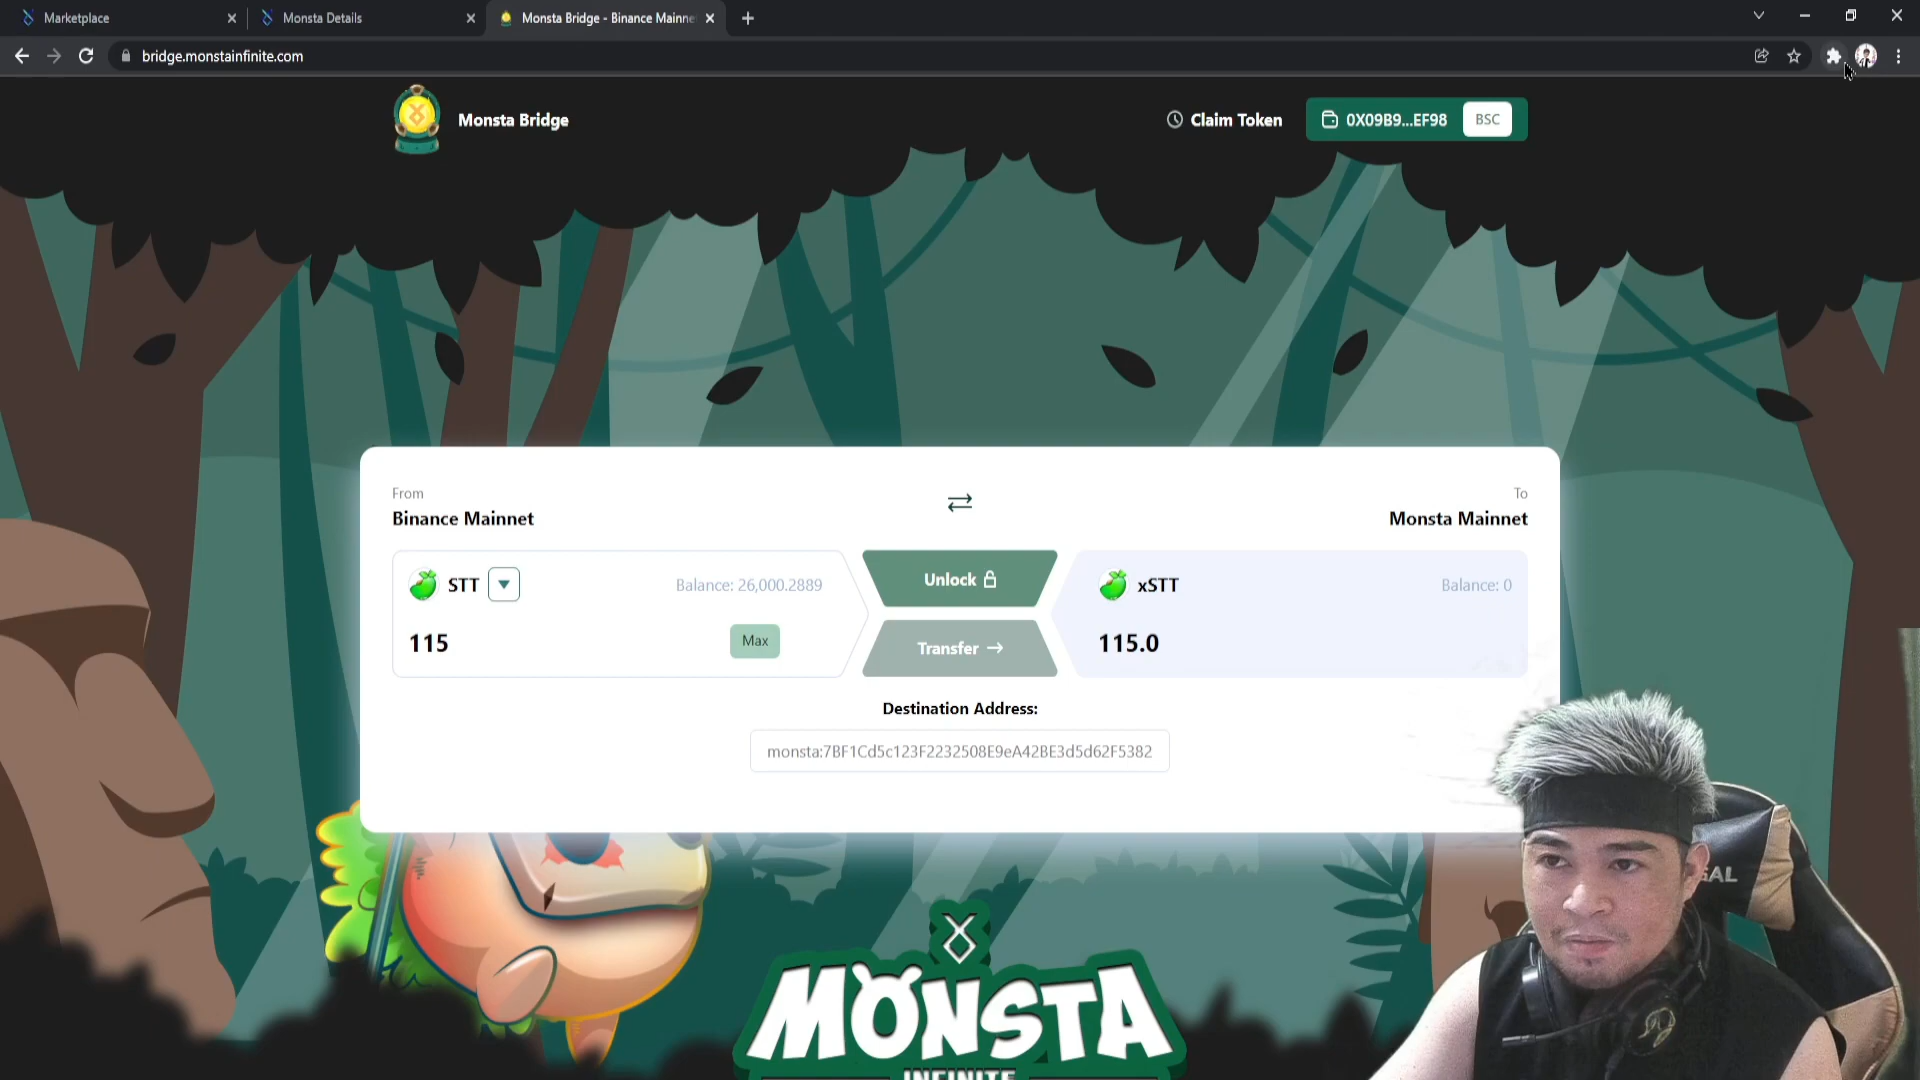 Marketplace
Monsta Details
Monsta Bridge - Binance Mainne
bridge.monstainfinite.com
Monsta Bridge
Claim Token
0X09B9...EF98
BSC
From
To
Binance Mainnet
Monsta Mainnet
STT
Balance: 26,000.2889
Unlock
xSTT
Balance: 0
115
Max
Transfer
115.0
Destination Address:
monsta:7BF1Cd5c123F2232508E9eA42BE3d5d62F5382
MONSTA
INFINITE